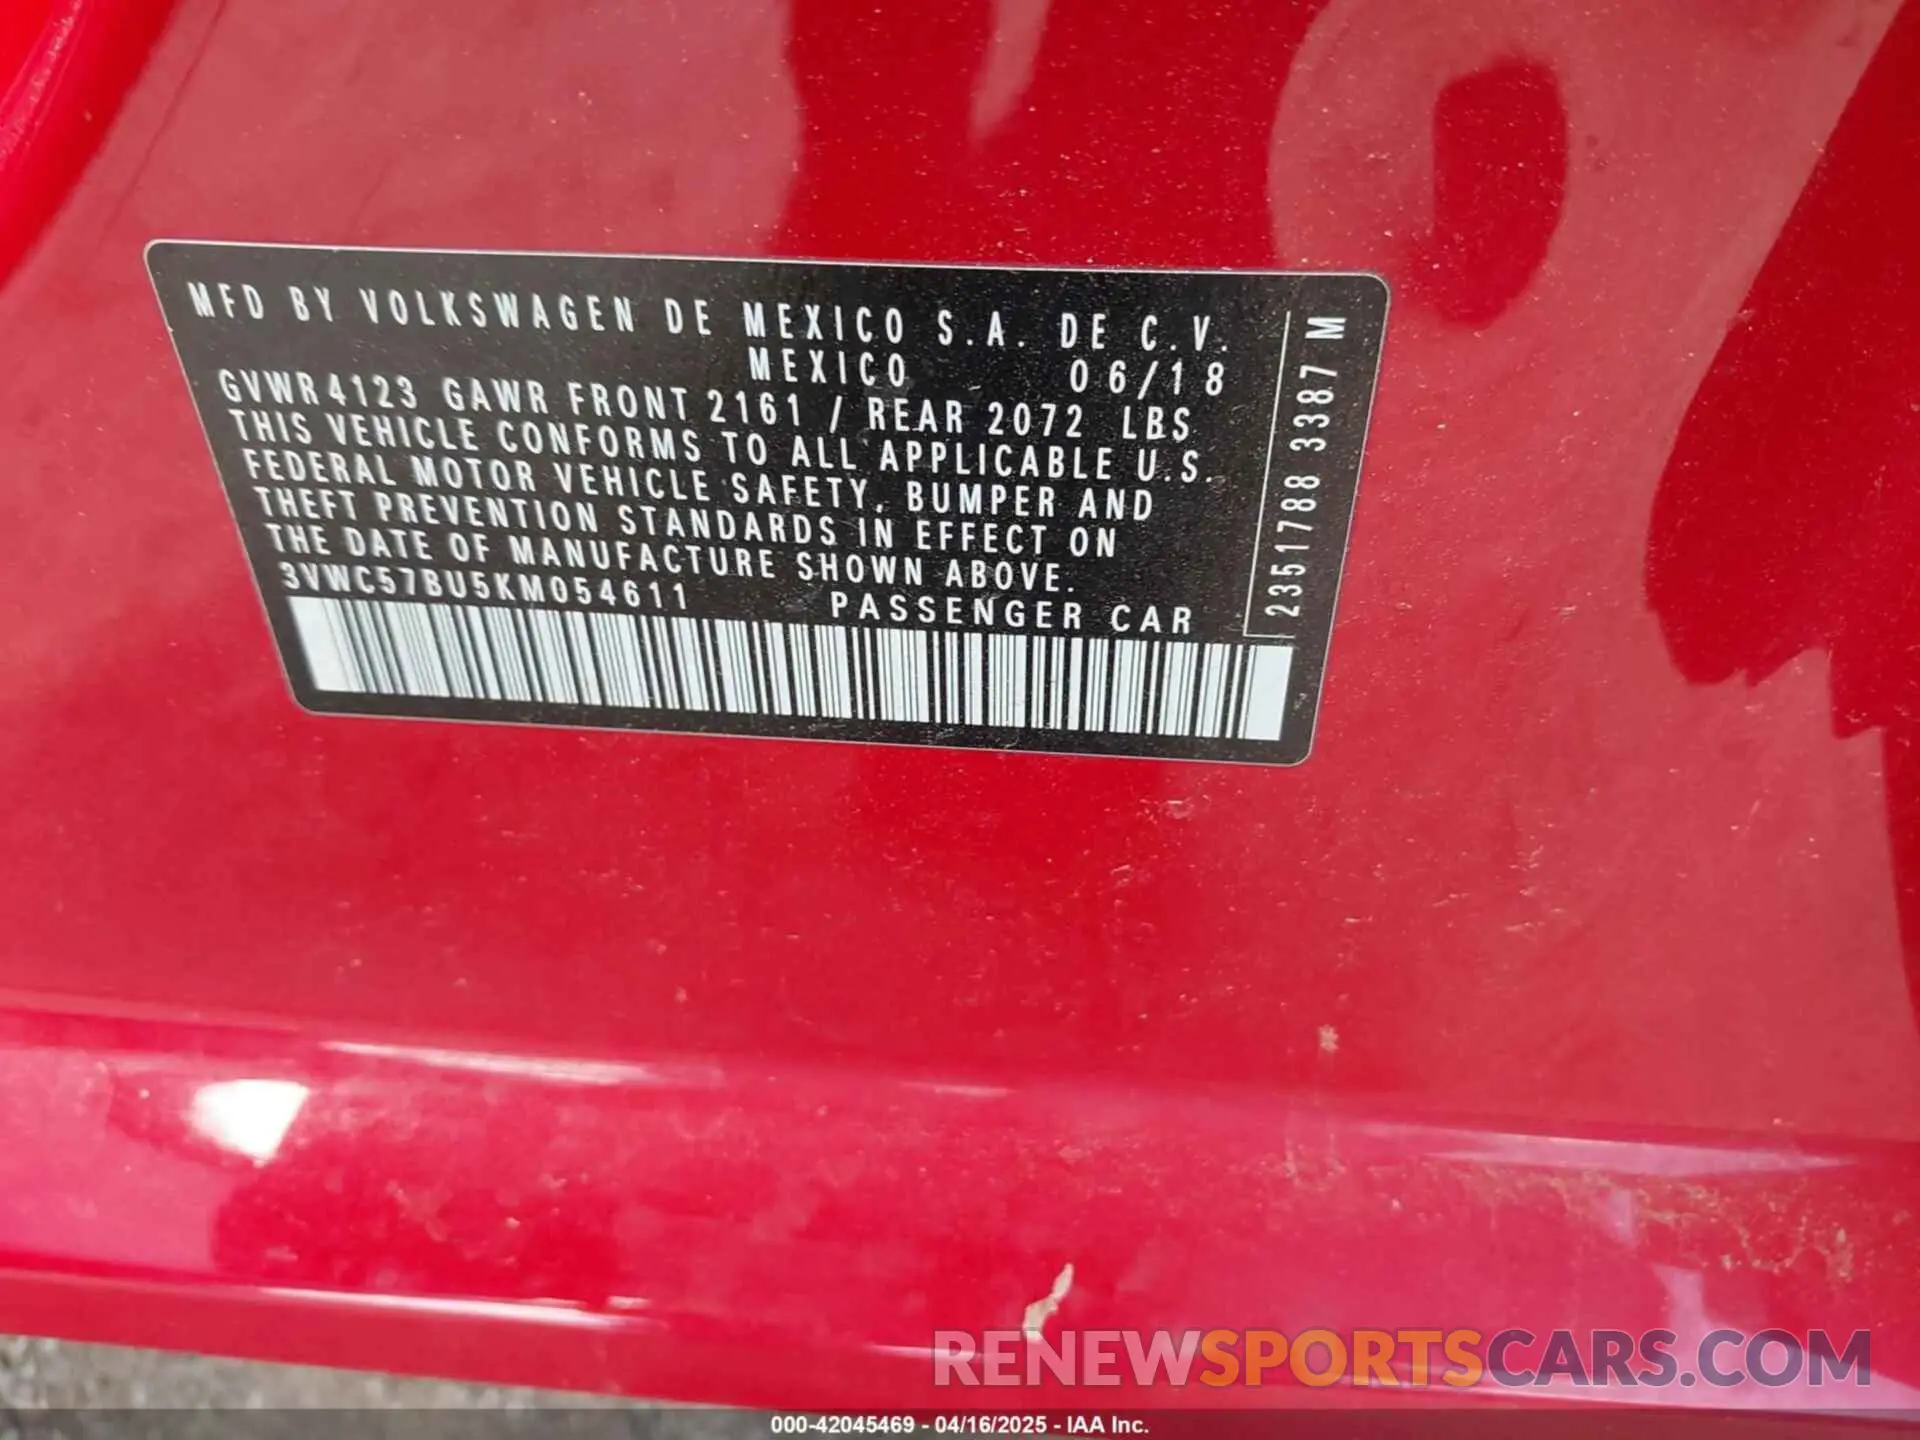 MFD BY VOLKSWAGEN DE MEXICO S.A. DE C.V.
MEXICO 06/18
GVWR 4123 GAWR FRONT 2161 / REAR 2072 LBS
THIS VEHICLE CONFORMS TO ALL APPLICABLE U.S.
FEDERAL MOTOR VEHICLE SAFETY, BUMPER AND
THEFT PREVENTION STANDARDS IN EFFECT ON
THE DATE OF MANUFACTURE SHOWN ABOVE.
3VWC57BU5KM054611 PASSENGER CAR
2351788 3387 M
RENEWSPORTSCARS.COM
000-42045469 - 04/16/2025 - IAA Inc.